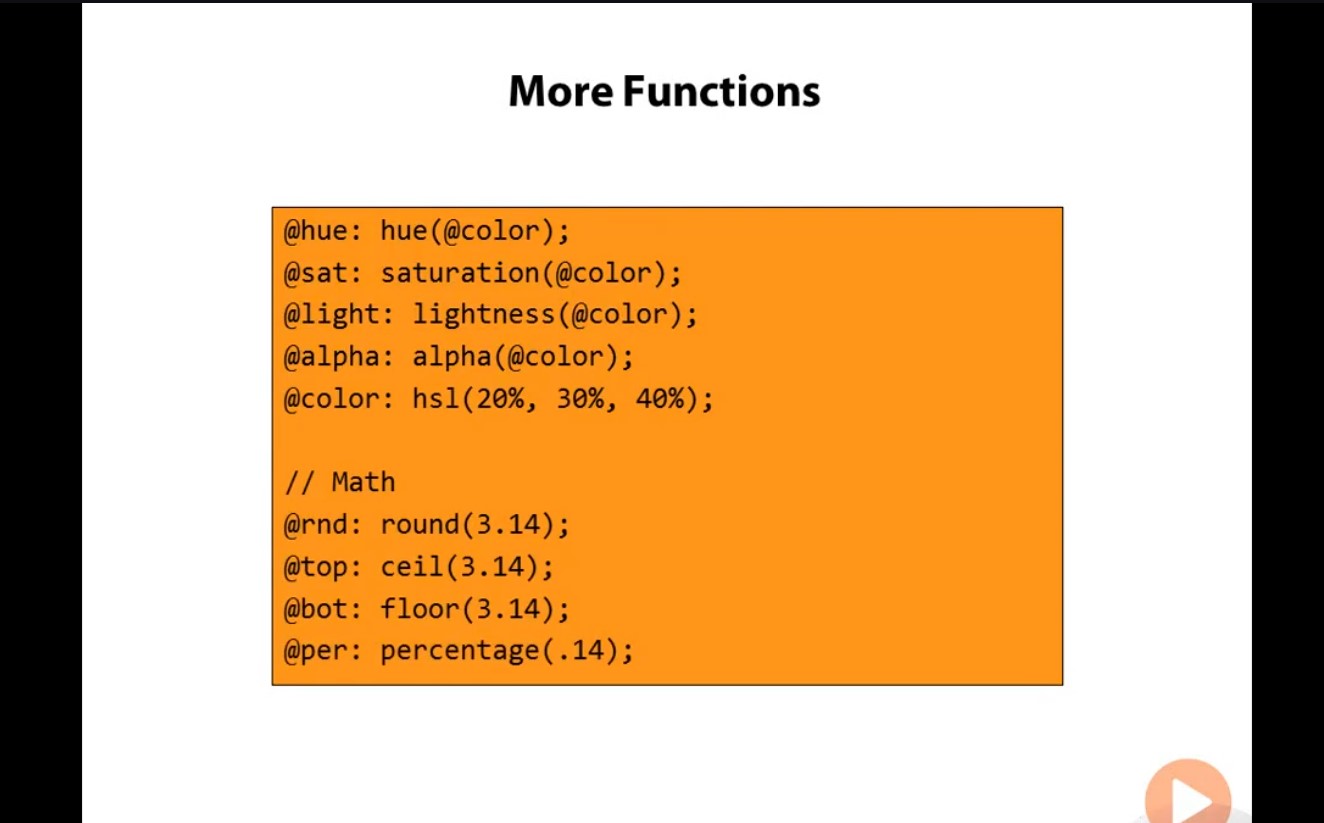 More Functions
@hue: hue(@color);
@sat: saturation(@color);
@light: lightness(@color);
@alpha: alpha(@color);
@color: hsl(20%, 30%, 40%);
// Math
@rnd: round(3.14);
@top: ceil(3.14);
@bot: floor(3.14);
@per: percentage(.14);